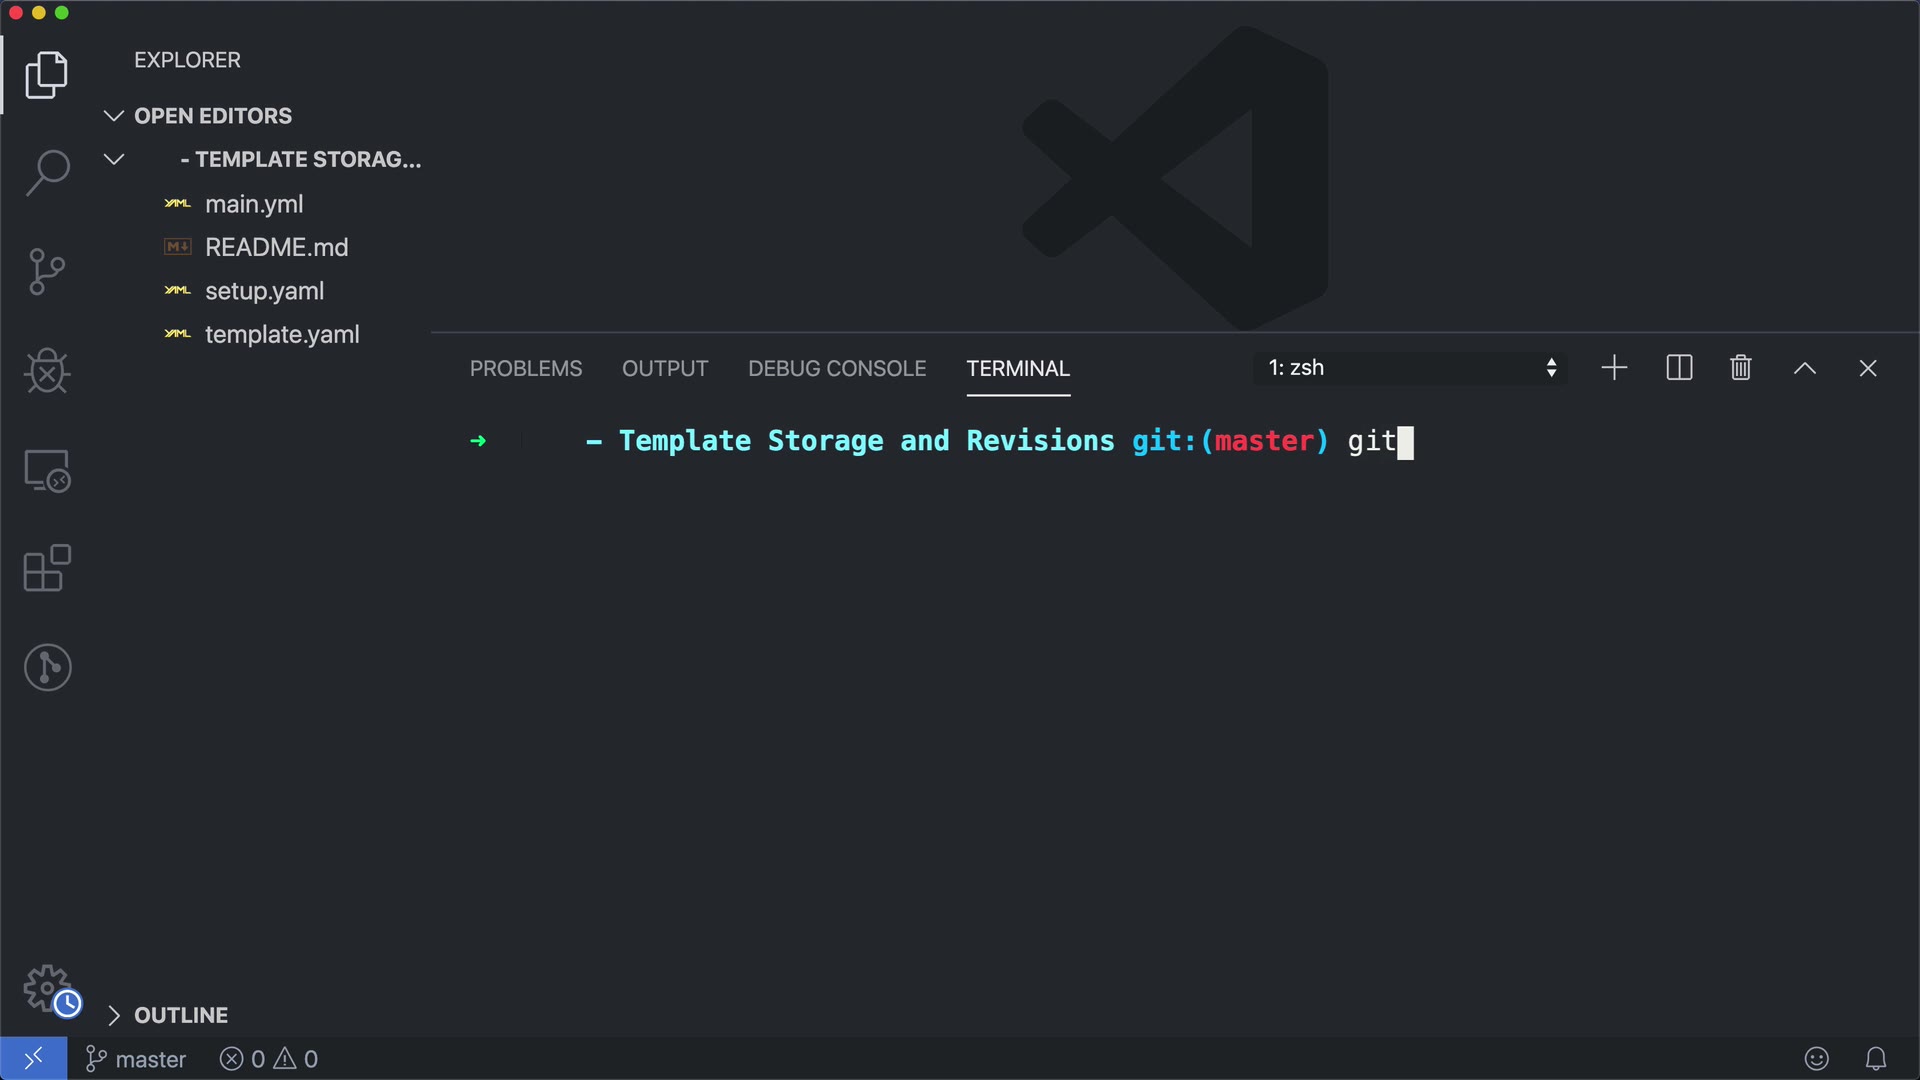 EXPLORER
OPEN EDITORS
- TEMPLATE STORAG...
main.yml
README.md
setup.yaml
template.yaml
PROBLEMS OUTPUT DEBUG CONSOLE TERMINAL 1: zsh
➜ - Template Storage and Revisions git:(master) git
OUTLINE
master 0 0